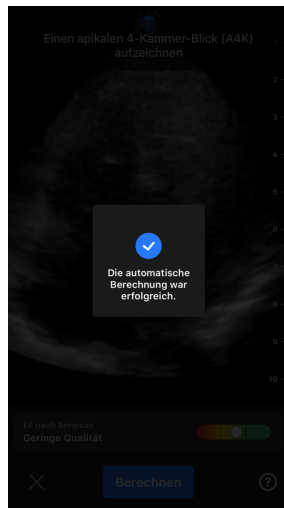 Einen apikalen 4-Kammer-Blick (A4K)
aufzeichnen
2
3
4
5
6
7
8
9
10
Die automatische
Berechnung war
erfolgreich.
EF nach Simpson
Geringe Qualität
Berechnen
?